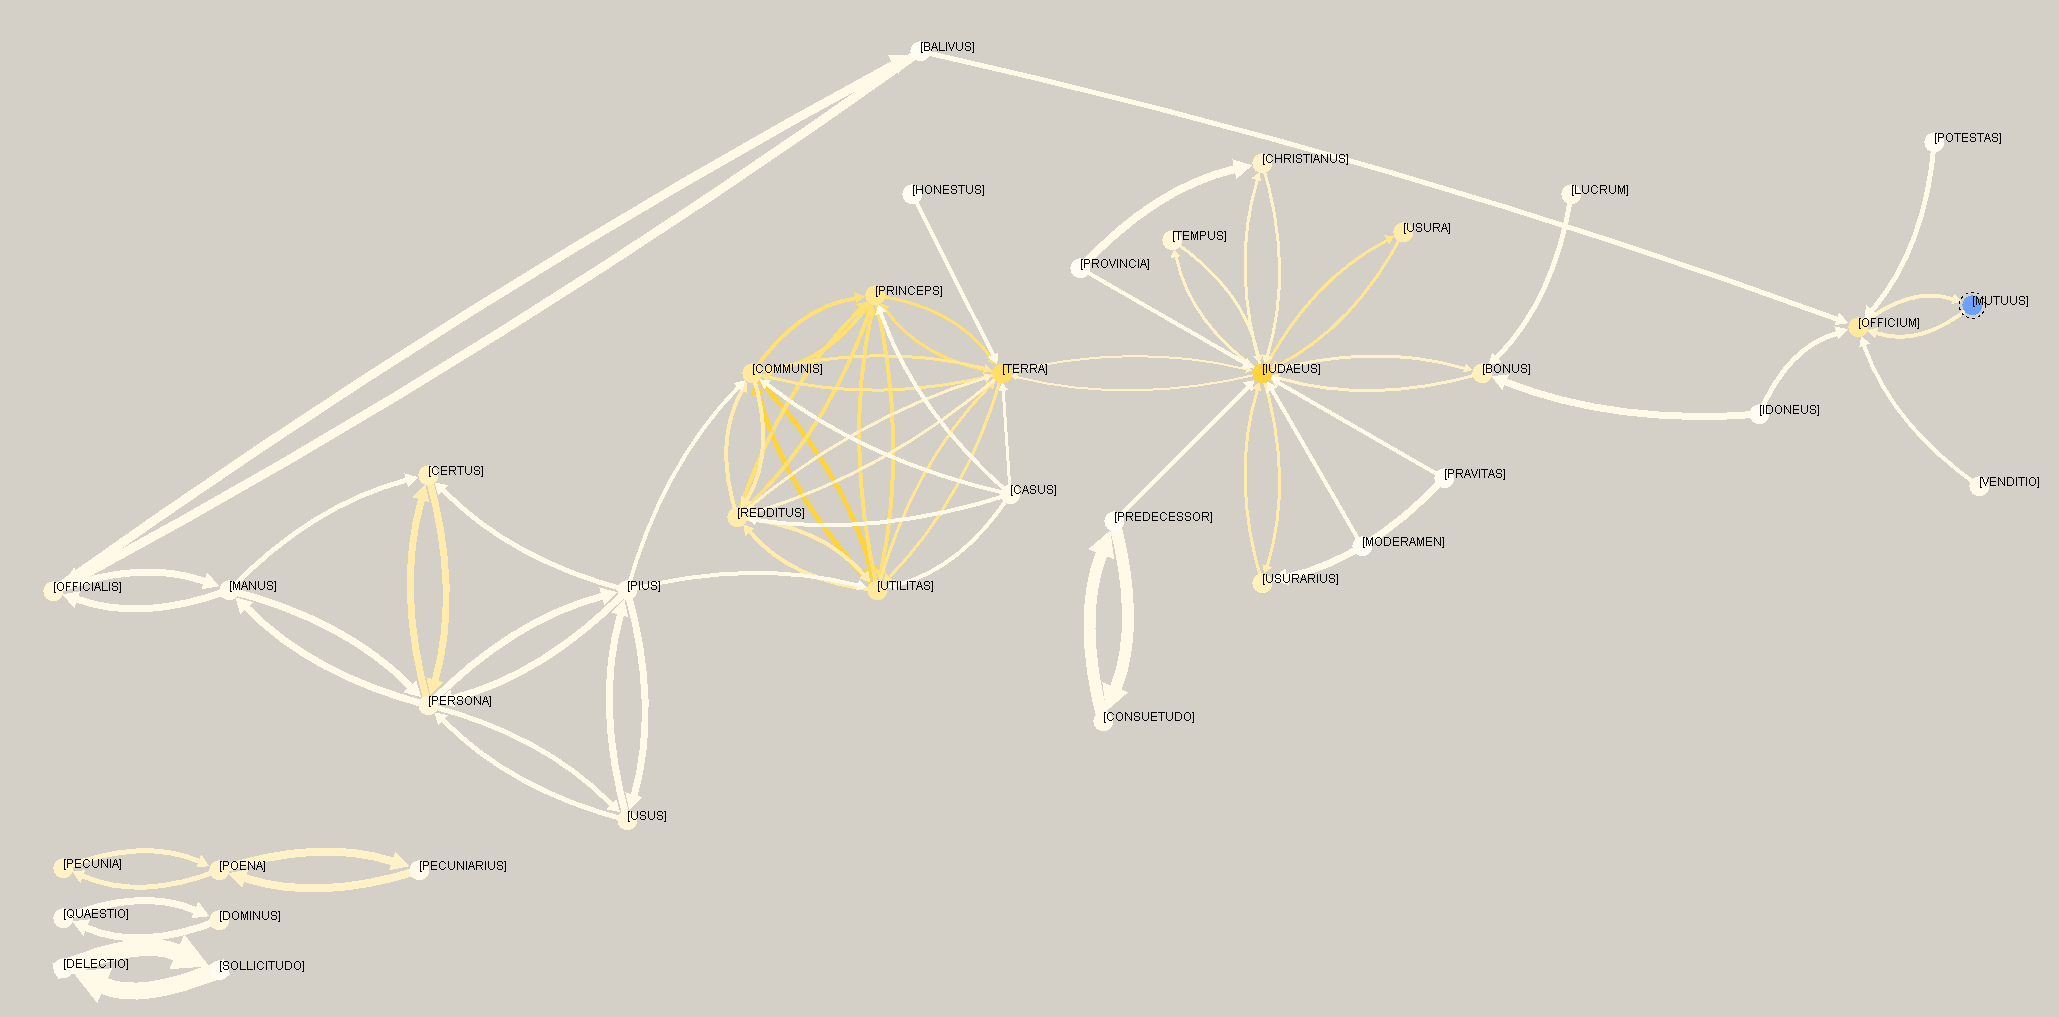 [BALIVUS]
[POTESTAS]
[CHRISTIANUS]
[HONESTUS]
[LUCRUM]
[USURA]
[TEMPUS]
[PROVINCIA]
[PRINCEPS]
[MUTUUS]
[OFFICIUM]
[COMMUNIS]
[TERRA]
[IUDAEUS]
[BONUS]
[IDONEUS]
[CERTUS]
[PRAVITAS]
[VENDITIO]
[CASUS]
[REDDITUS]
[PREDECESSOR]
[MODERAMEN]
[USURARIUS]
[OFFICIALIS]
[MANUS]
[PIUS]
[UTILITAS]
[PERSONA]
[CONSUETUDO]
[USUS]
[PECUNIA]
[POENA]
[PECUNIARIUS]
[QUAESTIO]
[DOMINUS]
[DELECTIO]
[SOLLICITUDO]